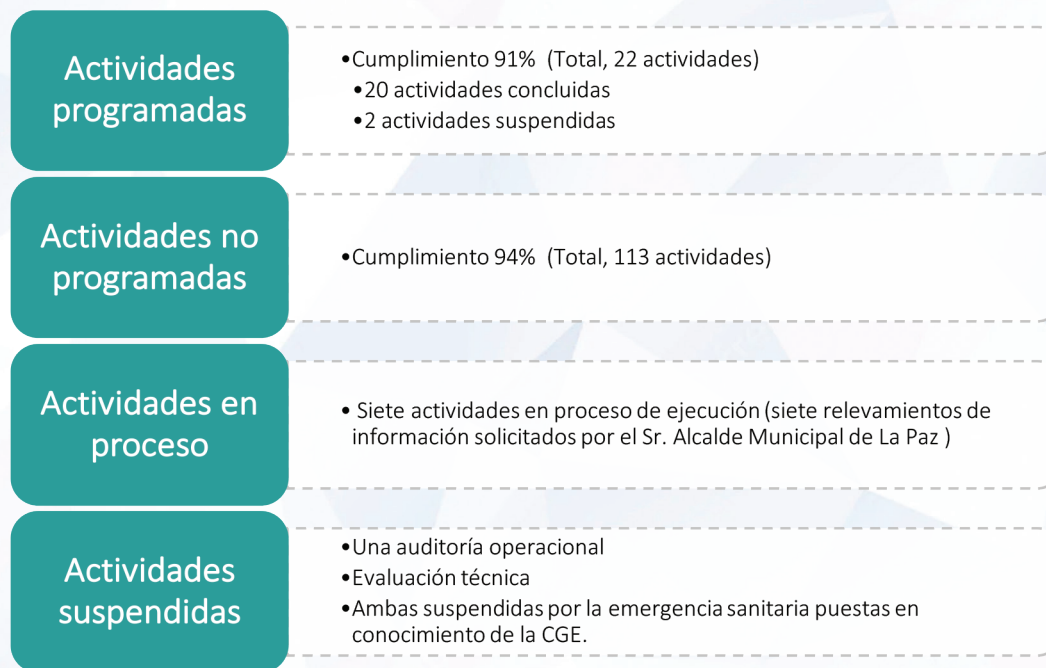 Actividades
programadas
•Cumplimiento 91% (Total, 22 actividades)
•20 actividades concluidas
•2 actividades suspendidas
Actividades no
programadas
•Cumplimiento 94% (Total, 113 actividades)
Actividades en
proceso
• Siete actividades en proceso de ejecución (siete relevamientos de
información solicitados por el Sr. Alcalde Municipal de La Paz )
Actividades
suspendidas
•Una auditoría operacional
•Evaluación técnica
•Ambas suspendidas por la emergencia sanitaria puestas en
conocimiento de la CGE.